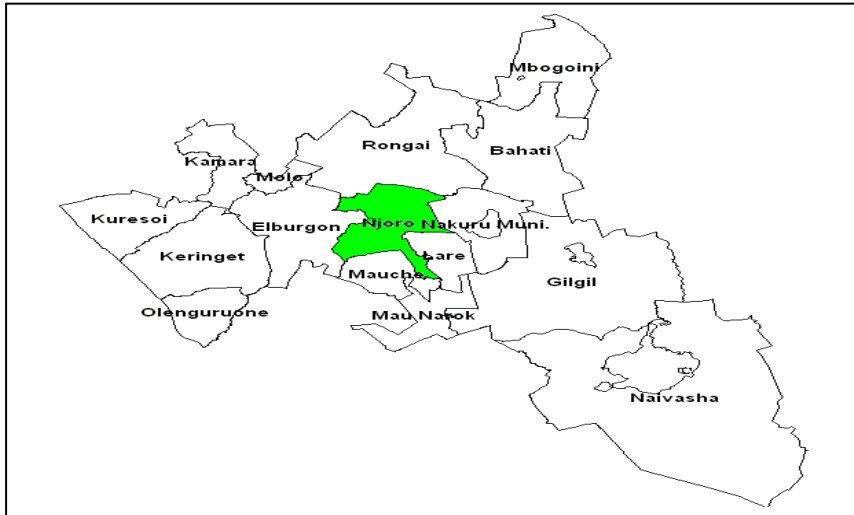 Mbogoini
Rongai
Bahati
Kamara
Molo
Kuresoi
Elburgon
Njoro
Nakuru Muni.
Keringet
Lare
Mauche
Gilgil
Olenguruone
Mau Narok
Naivasha